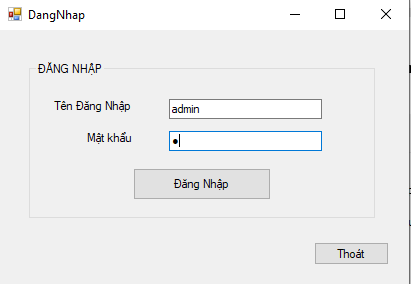 DangNhap
ĐĂNG NHẬP
Tên Đăng Nhập
admin
Mật khẩu
●
Đăng Nhập
Thoát